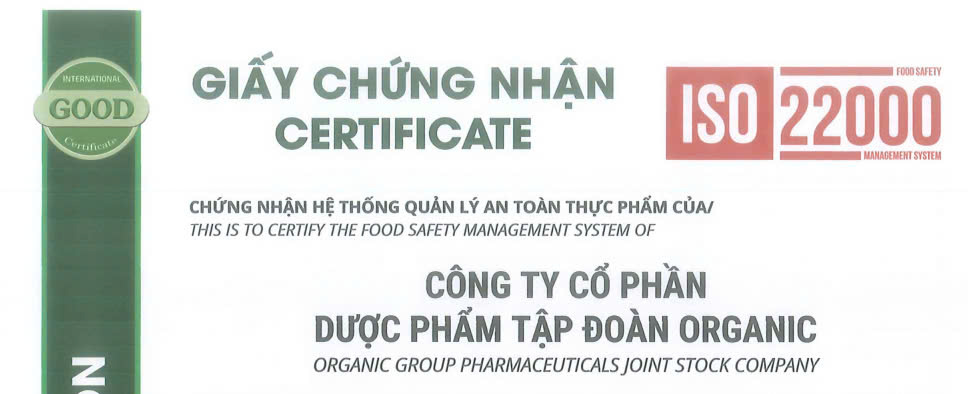 INTERNATIONAL
GOOD
Certificate
GIẤY CHỨNG NHẬN
CERTIFICATE
FOOD SAFETY
ISO 22000
MANAGEMENT SYSTEM
CHỨNG NHẬN HỆ THỐNG QUẢN LÝ AN TOÀN THỰC PHẨM CỦA/
THIS IS TO CERTIFY THE FOOD SAFETY MANAGEMENT SYSTEM OF
CÔNG TY CỔ PHẦN
DƯỢC PHẨM TẬP ĐOÀN ORGANIC
ORGANIC GROUP PHARMACEUTICALS JOINT STOCK COMPANY